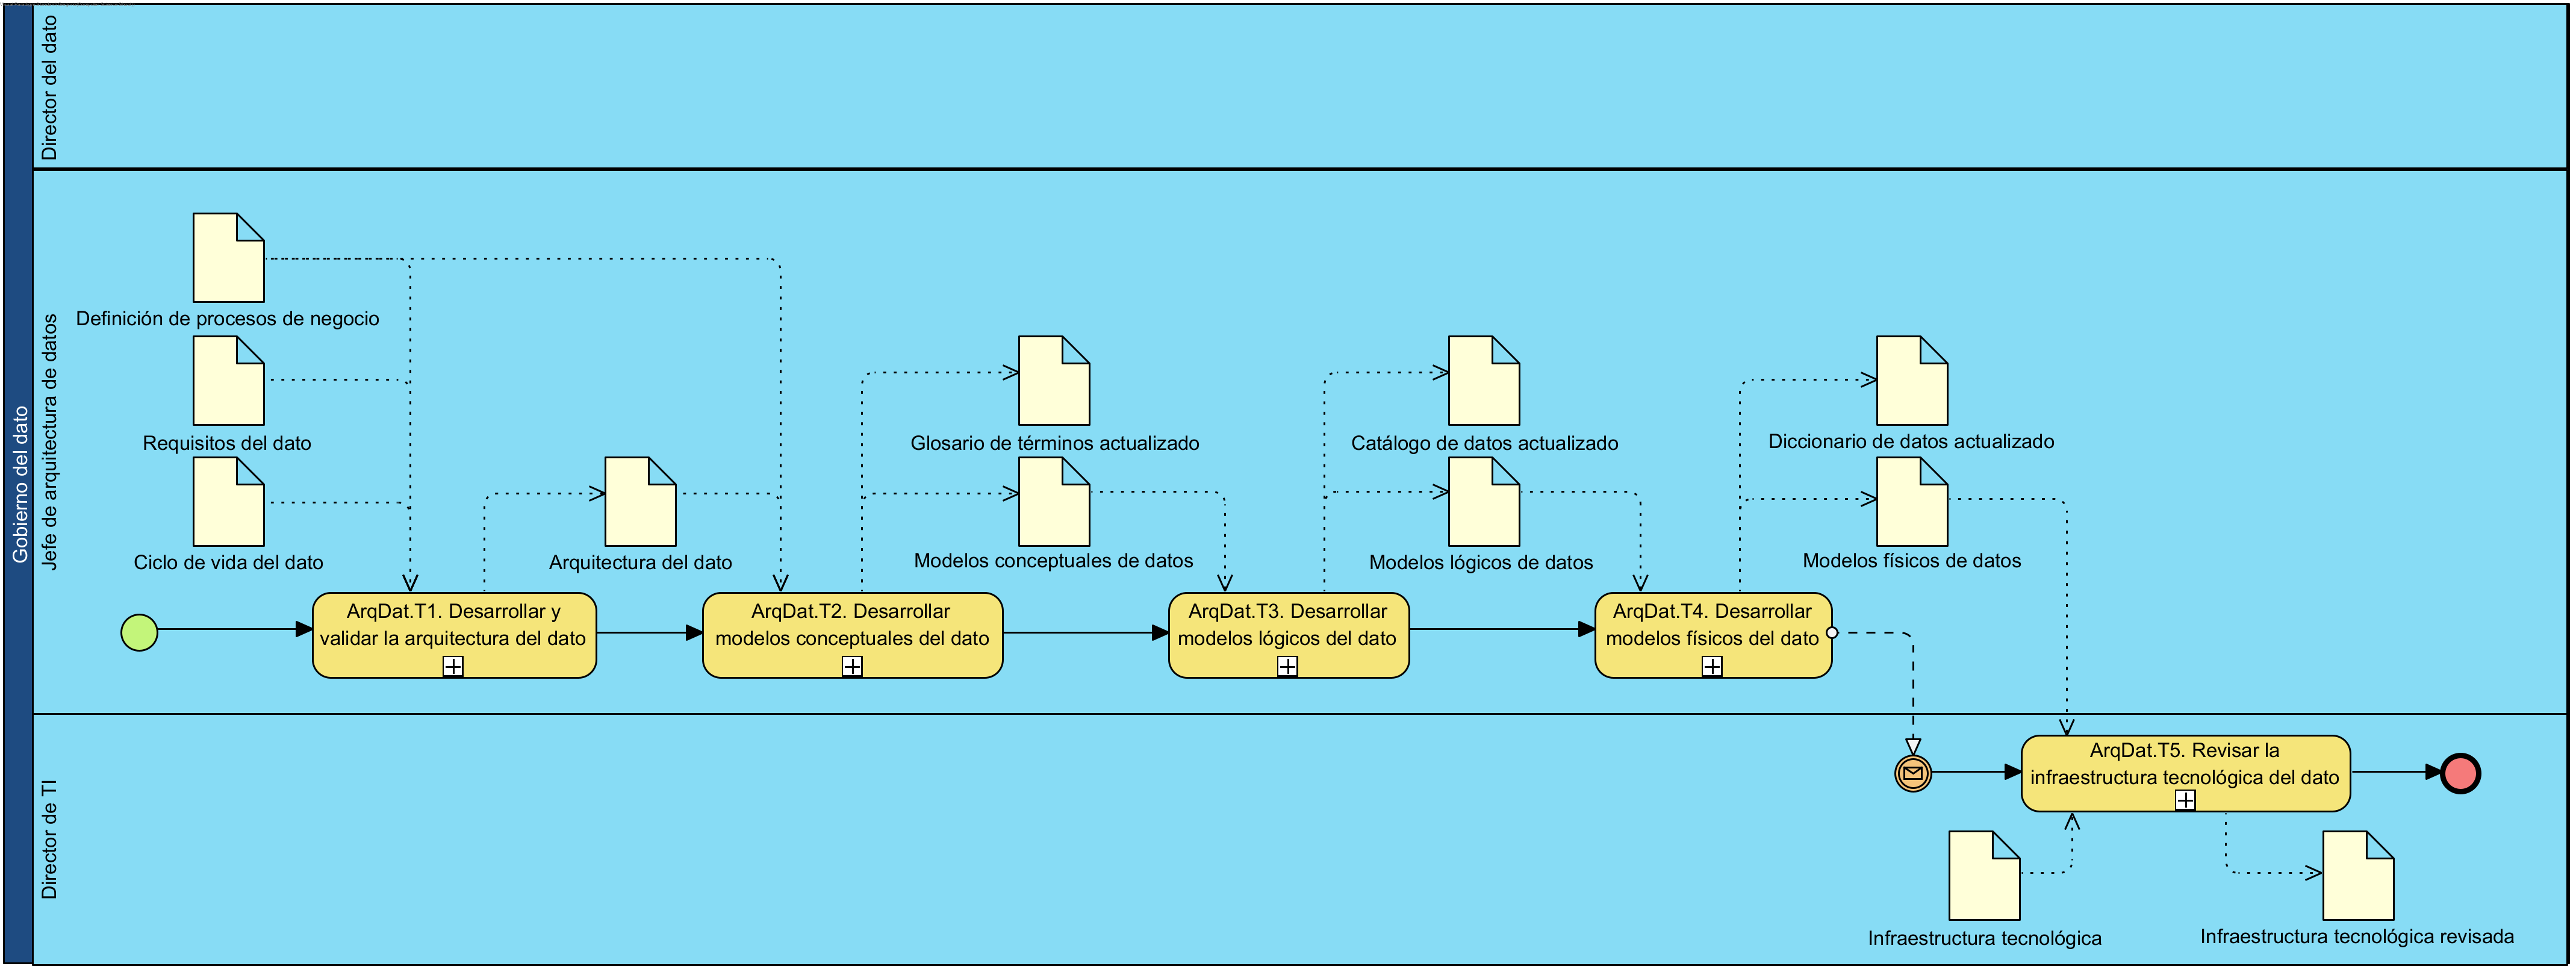 Gobierno del dato
Director del dato
Jefe de arquitectura de datos
Definición de procesos de negocio
Requisitos del dato
Glosario de términos actualizado
Catálogo de datos actualizado
Diccionario de datos actualizado
Ciclo de vida del dato
Arquitectura del dato
Modelos conceptuales de datos
Modelos lógicos de datos
Modelos físicos de datos
ArqDat.T1. Desarrollar y
validar la arquitectura del dato
ArqDat.T2. Desarrollar
modelos conceptuales del dato
ArqDat.T3. Desarrollar
modelos lógicos del dato
ArqDat.T4. Desarrollar
modelos físicos del dato
Director de TI
ArqDat.T5. Revisar la
infraestructura tecnológica del dato
Infraestructura tecnológica
Infraestructura tecnológica revisada